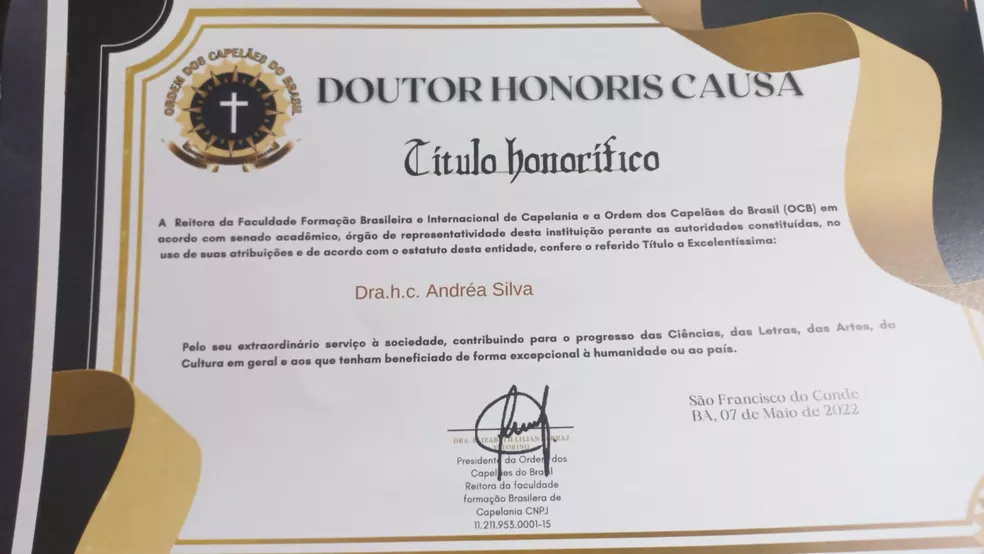 ORDEM DOS CAPELÃES DO BRASIL
DOUTOR HONORIS CAUSA
Título honorífico
A Reitora da Faculdade Formação Brasileira e Internacional de Capelania e a Ordem dos Capelães do Brasil (OCB) em
acordo com senado acadêmico, órgão de representatividade desta instituição perante as autoridades constituídas, no
uso de suas atribuições e de acordo com o estatuto desta entidade, confere o referido Título a Excelentíssima:
Dra.h.c. Andréa Silva
Pelo seu extraordinário serviço à sociedade, contribuindo para o progresso das Ciências, das Letras, das Artes, da
Cultura em geral e aos que tenham beneficiado de forma excepcional à humanidade ou ao país.
São Francisco do Conde
BA, 07 de Maio de 2022
DRA. LILIAN
Presidente da Ordem dos
Capelães do Brasil
Reitora da faculdade
formação Brasilera de
Capelania CNPJ
11.211.953.0001-15